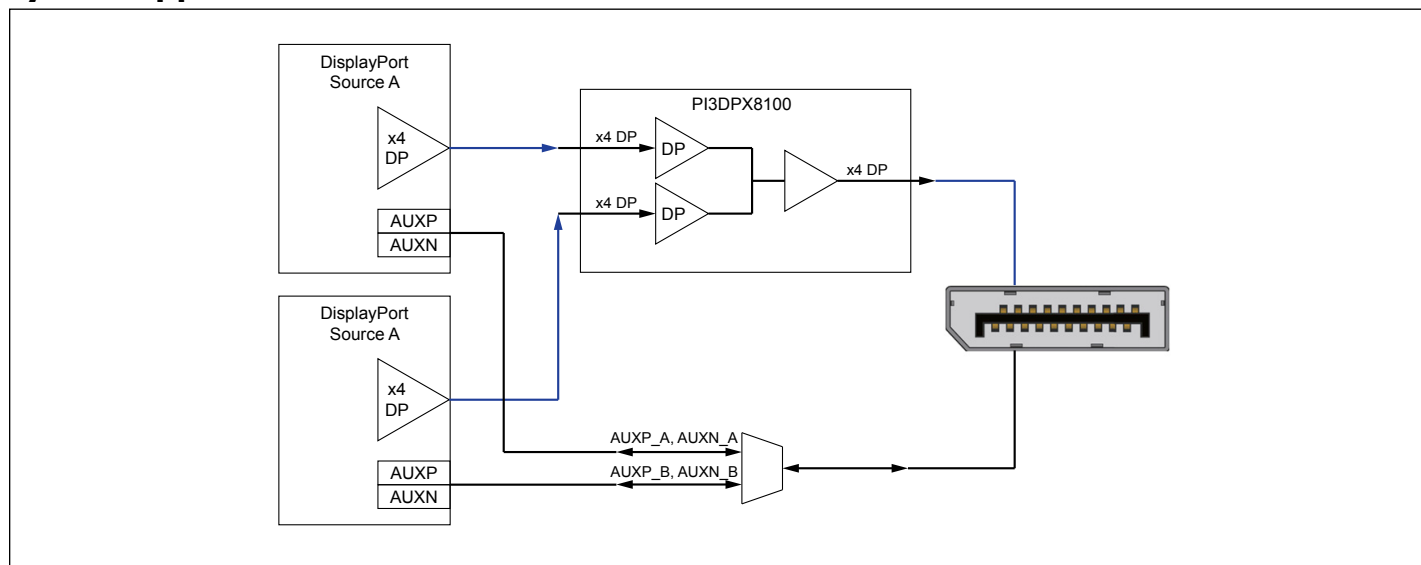 DisplayPort
Source A
x4
DP
AUXP
AUXN
PI3DPX8100
x4 DP
DP
x4 DP
DP
x4 DP
DisplayPort
Source A
x4
DP
AUXP
AUXN
AUXP_A, AUXN_A
AUXP_B, AUXN_B